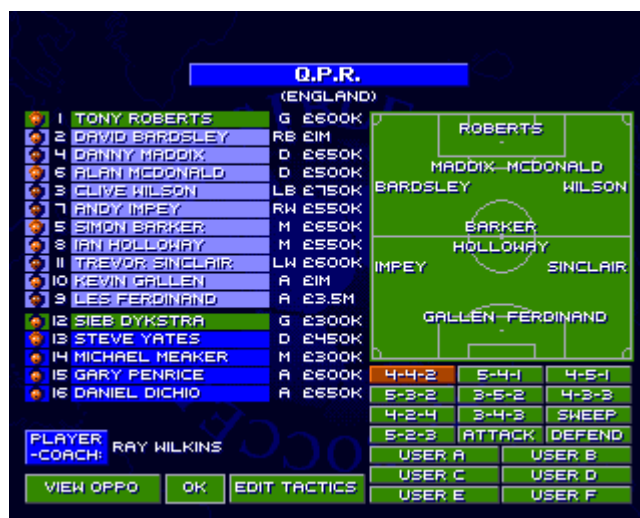 Q.P.R.
(ENGLAND)
1 TONY ROBERTS G £600K
2 DAVID BARDSLEY RB £1M
4 DANNY MADDIX D £650K
6 ALAN MCDONALD D £500K
3 CLIVE WILSON LB £750K
7 ANDY IMPEY RW £550K
5 SIMON BARKER M £650K
8 IAN HOLLOWAY M £550K
11 TREVOR SINCLAIR LW £600K
10 KEVIN GALLEN A £1M
9 LES FERDINAND A £3.5M
12 SIEB DYKSTRA G £300K
13 STEVE YATES D £450K
14 MICHAEL MEAKER M £300K
15 GARY PENRICE A £600K
16 DANIEL DICHIO A £650K
ROBERTS
MADDIX MCDONALD
BARDSLEY WILSON
BARKER
HOLLOWAY
IMPEY SINCLAIR
GALLEN FERDINAND
4-4-2 5-4-1 4-5-1
5-3-2 3-5-2 4-3-3
4-2-4 3-4-3 SWEEP
5-2-3 ATTACK DEFEND
USER A USER B
USER C USER D
USER E USER F
PLAYER
-COACH: RAY WILKINS
VIEW OPPO OK EDIT TACTICS